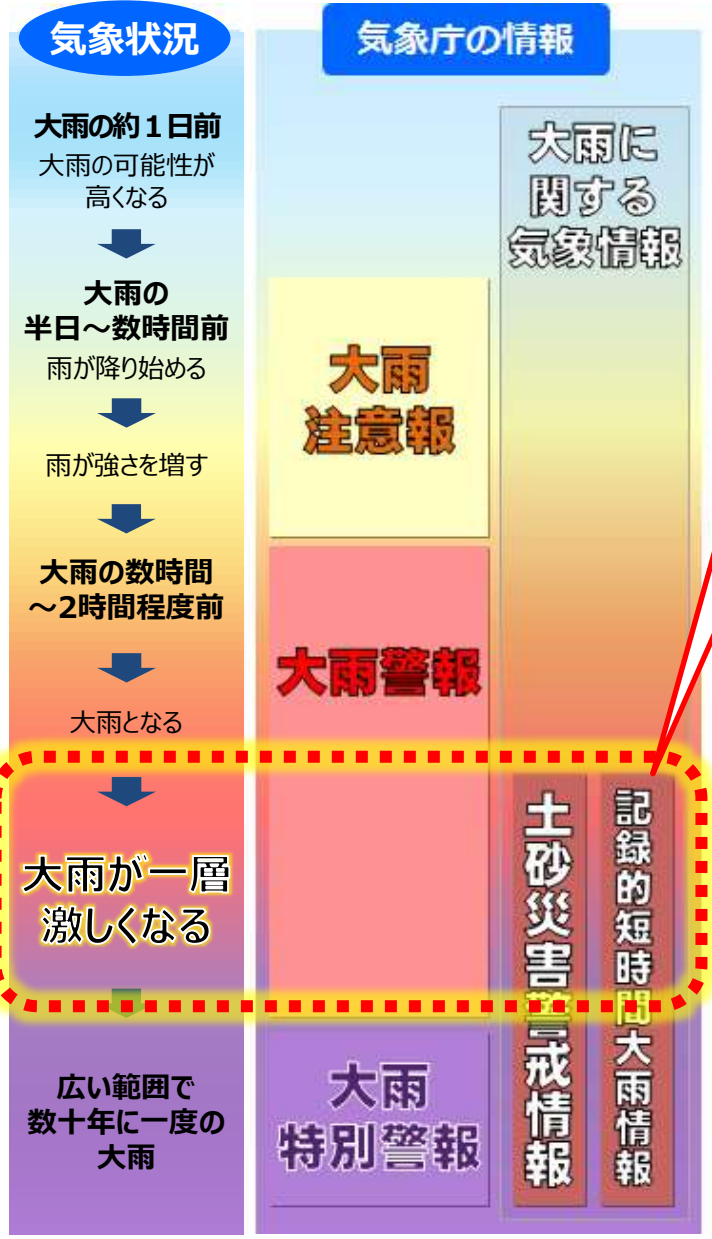 気象状況
気象庁の情報
大雨の約1日前
大雨の可能性が
高くなる
大雨の
半日～数時間前
雨が降り始める
雨が強さを増す
大雨の数時間
～2時間程度前
大雨となる
大雨が一層
激しくなる
広い範囲で
数十年に一度の
大雨
大雨
注意報
大雨警報
大雨
特別警報
大雨に
関する
気象情報
土砂災害警戒情報
記録的短時間大雨情報